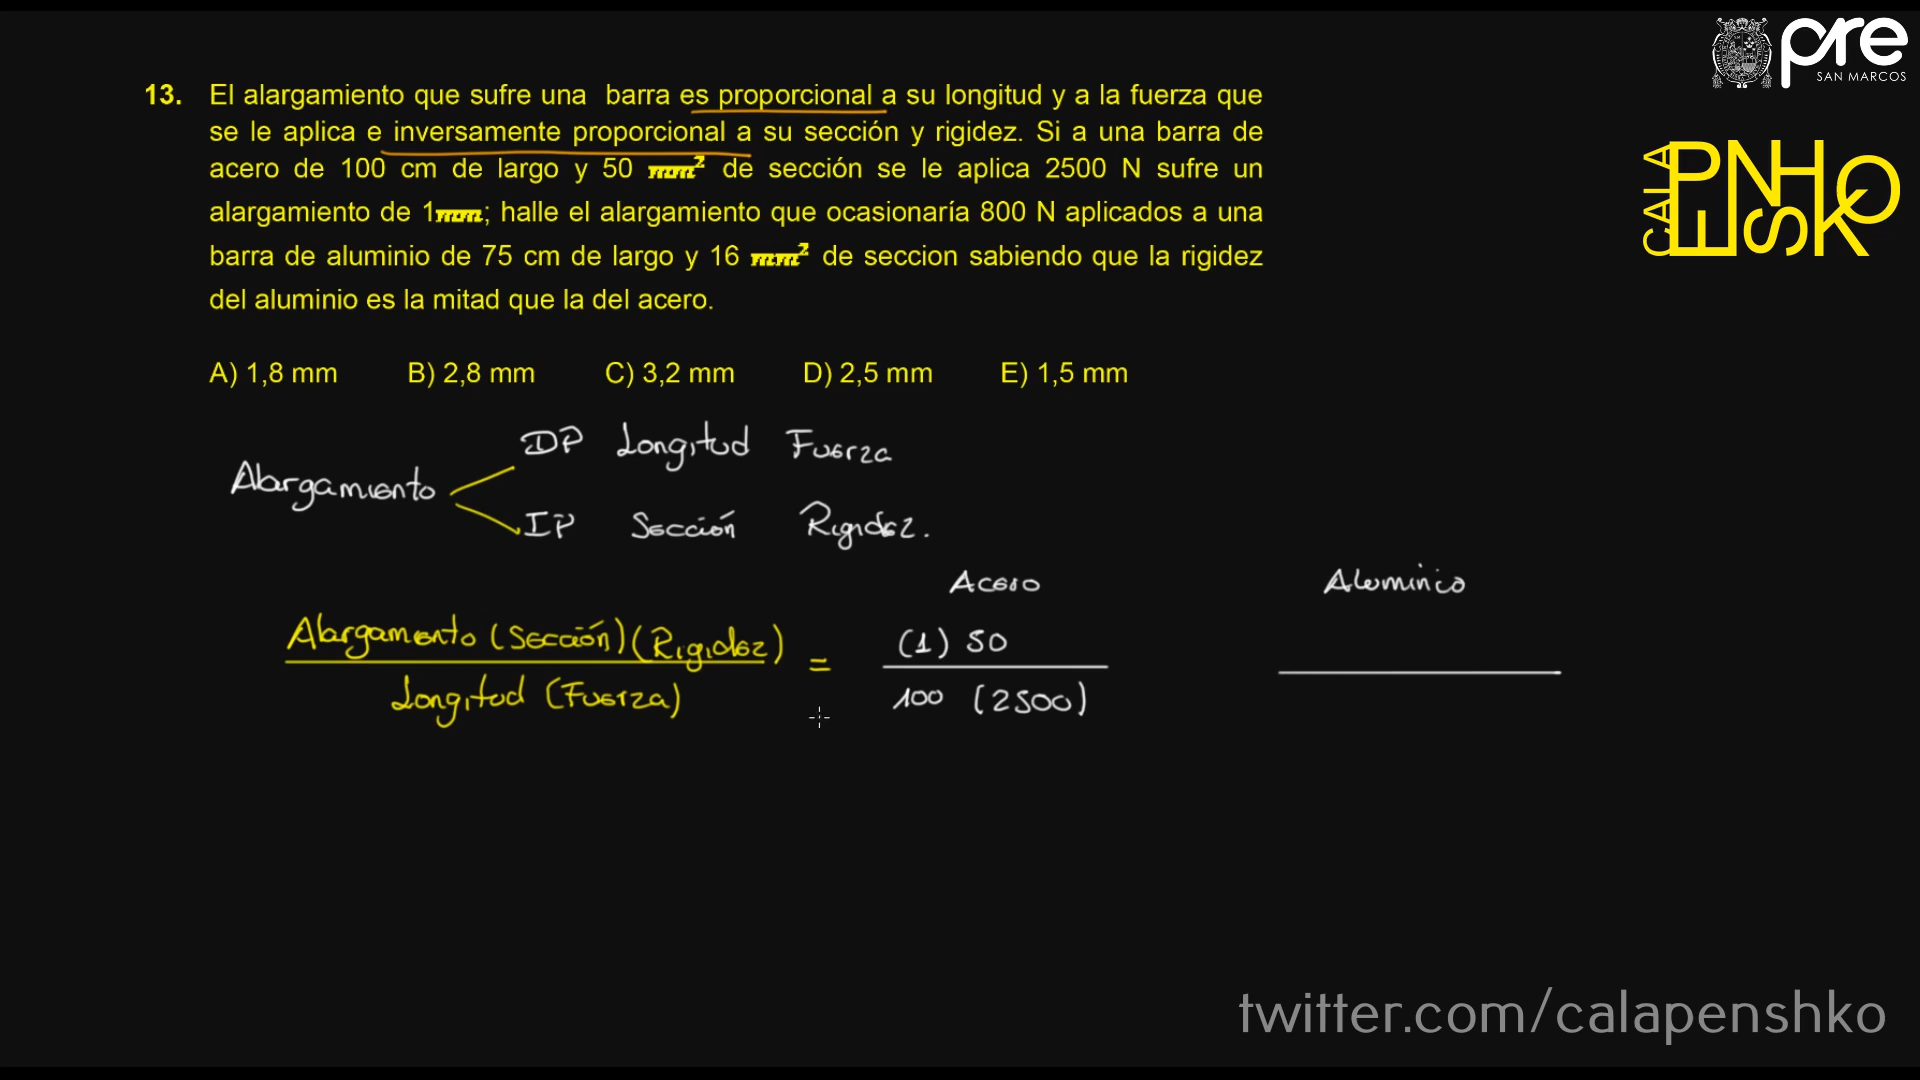 pre
SAN MARCOS
13. El alargamiento que sufre una barra es proporcional a su longitud y a la fuerza que
se le aplica e inversamente proporcional a su sección y rigidez. Si a una barra de
acero de 100 cm de largo y 50 mm² de sección se le aplica 2500 N sufre un
alargamiento de 1mm; halle el alargamiento que ocasionaría 800 N aplicados a una
barra de aluminio de 75 cm de largo y 16 mm² de seccion sabiendo que la rigidez
del aluminio es la mitad que la del acero.
CALA
PENSHKO
A) 1,8 mm B) 2,8 mm C) 3,2 mm D) 2,5 mm E) 1,5 mm
DP Longitud Fuerza
Alargamiento
IP Sección Rigidez.
Acero Aluminio
Alargamiento (Sección) (Rigidez) = (1) 50
Longitud (Fuerza) 100 (2500)
twitter.com/calapenshko